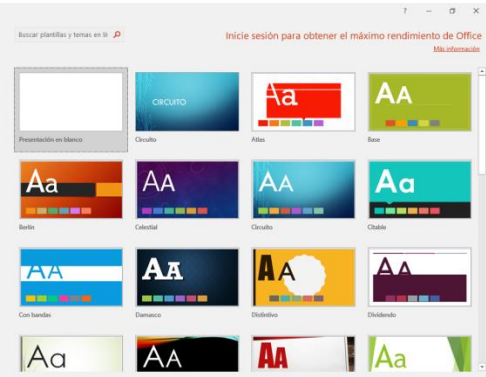 ? – ×
Buscar plantillas y temas en lí
Inicie sesión para obtener el máximo rendimiento de Office
Más información
CIRCUITO
Aa
AA
Presentación en blanco
Circuito
Atlas
Base
Aa
AA
AA
Aa
Berlín
Celestial
Circuito
Citable
AA
AA
AA
AA
Con bandas
Damasco
Distintivo
Dividendo
Aa
AA
AA
Aa